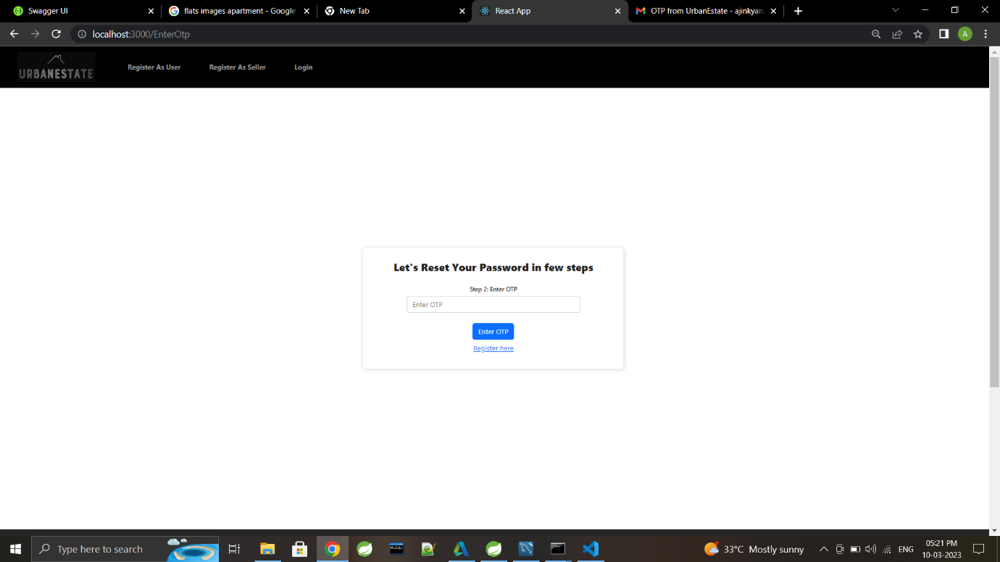 Swagger UI
flats images apartment - Google
New Tab
React App
OTP from UrbanEstate - ajinkyaro
localhost:3000/EnterOtp
A
URBANESTATE
Register As User
Register As Seller
Login
Let's Reset Your Password in few steps
Step 2: Enter OTP
Enter OTP
Enter OTP
Register here
Type here to search
MySQL
33°C Mostly sunny
ENG
05:21 PM
10-03-2023